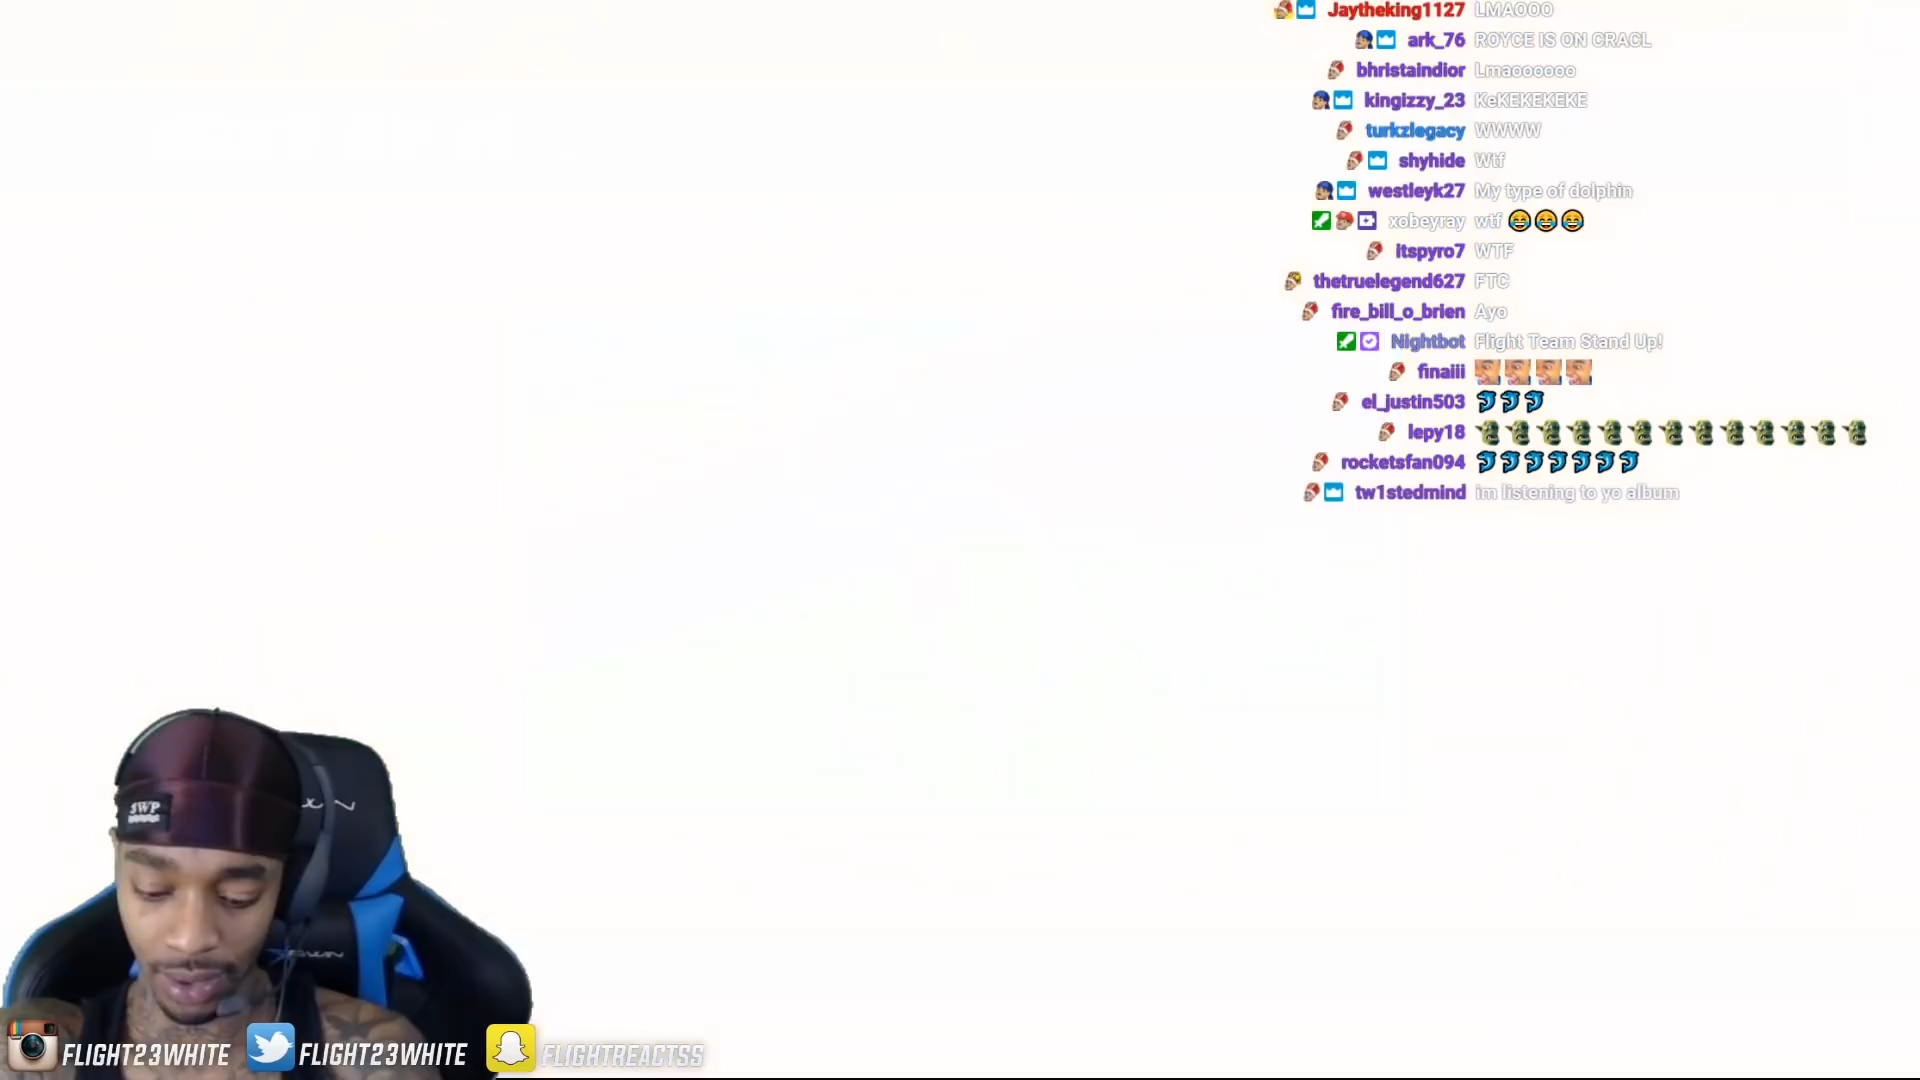 Jaytheking1127 LMAOOO
ark_76 ROYCE IS ON CRACL
bhristaindior Lmaoooooo
kingizzy_23 KeKEKEKEKE
turkzlegacy WWWW
shyhide Wtf
westleyk27 My type of dolphin
xobeyray wtf 😂😂😂
itspyro7 WTF
thetruelegend627 FTC
fire_bill_o_brien Ayo
Nightbot Flight Team Stand Up!
finaiii
el_justin503
lepy18
rocketsfan094
tw1stedmind im listening to yo album
$WP
FLIGHT23WHITE FLIGHT23WHITE FLIGHTREACTSS